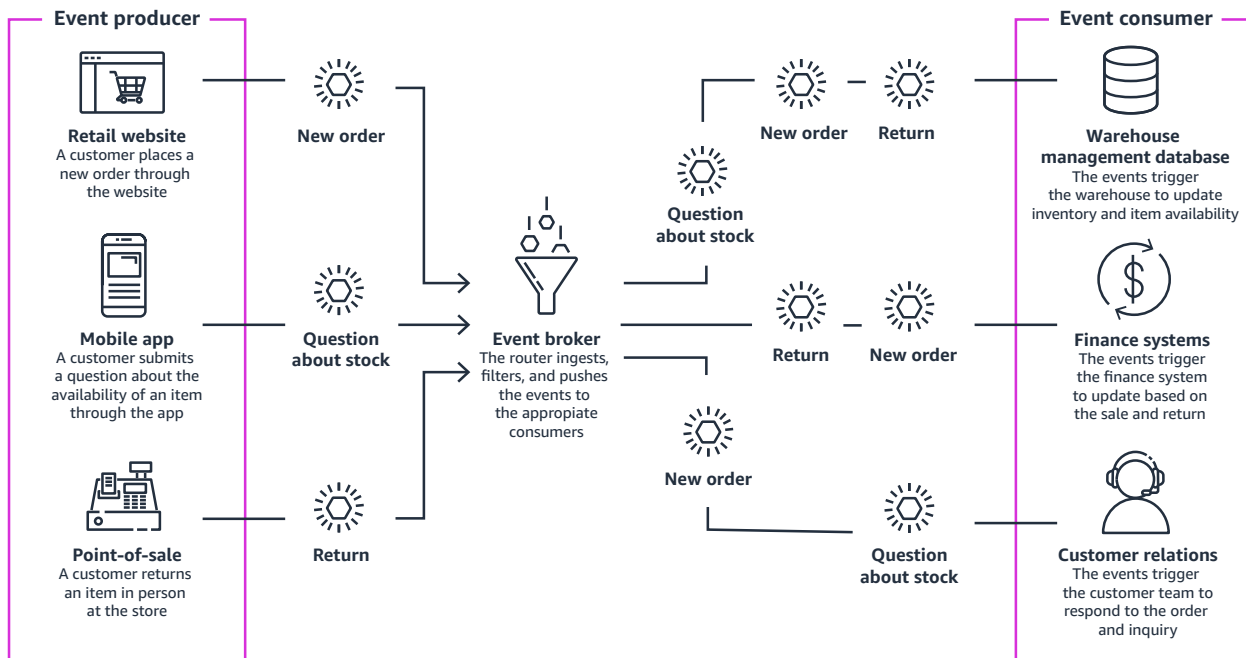 Event producer
Retail website
A customer places a
new order through
the website
New order
Mobile app
A customer submits
a question about the
availability of an item
through the app
Question
about stock
Point-of-sale
A customer returns
an item in person
at the store
Return
Event broker
The router ingests,
filters, and pushes
the events to
the appropiate
consumers
New order
Return
Question
about stock
Return
New order
New order
Question
about stock
Event consumer
Warehouse
management database
The events trigger
the warehouse to update
inventory and item availability
$
Finance systems
The events trigger
the finance system
to update based on
the sale and return
Customer relations
The events trigger
the customer team to
respond to the order
and inquiry